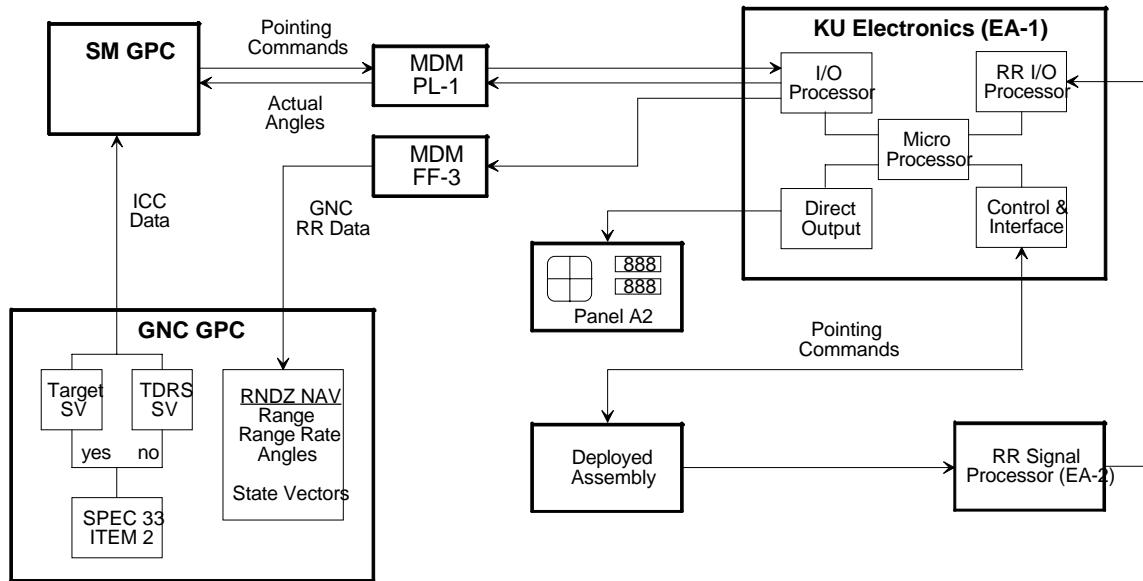 SM GPC
Pointing
Commands
Actual
Angles
MDM
PL-1
MDM
FF-3
KU Electronics (EA-1)
I/O
Processor
RR I/O
Processor
Micro
Processor
Direct
Output
Control &
Interface
ICC
Data
GNC
RR Data
888
888
Panel A2
GNC GPC
Target
SV
TDRS
SV
yes
no
SPEC 33
ITEM 2
RNDZ NAV
Range
Range Rate
Angles
State Vectors
Pointing
Commands
Deployed
Assembly
RR Signal
Processor (EA-2)